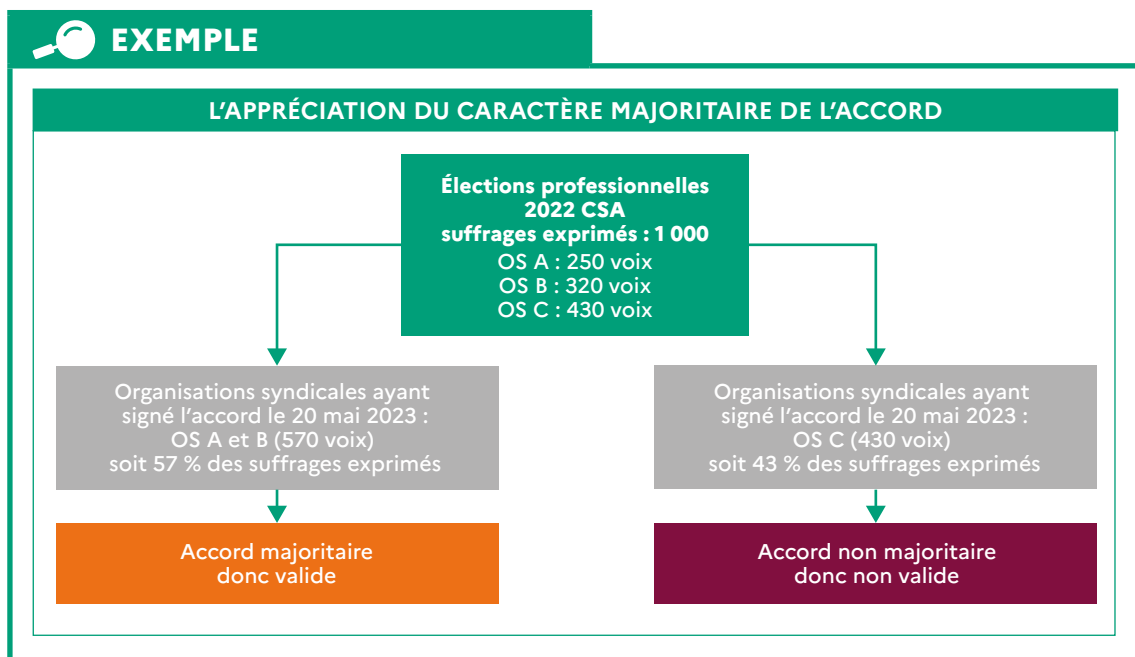 EXEMPLE
L'APPRÉCIATION DU CARACTÈRE MAJORITAIRE DE L'ACCORD
Élections professionnelles
2022 CSA
suffrages exprimés : 1 000
OS A : 250 voix
OS B : 320 voix
OS C : 430 voix
Organisations syndicales ayant
signé l'accord le 20 mai 2023 :
OS A et B (570 voix)
soit 57 % des suffrages exprimés
Organisations syndicales ayant
signé l'accord le 20 mai 2023 :
OS C (430 voix)
soit 43 % des suffrages exprimés
Accord majoritaire
donc valide
Accord non majoritaire
donc non valide